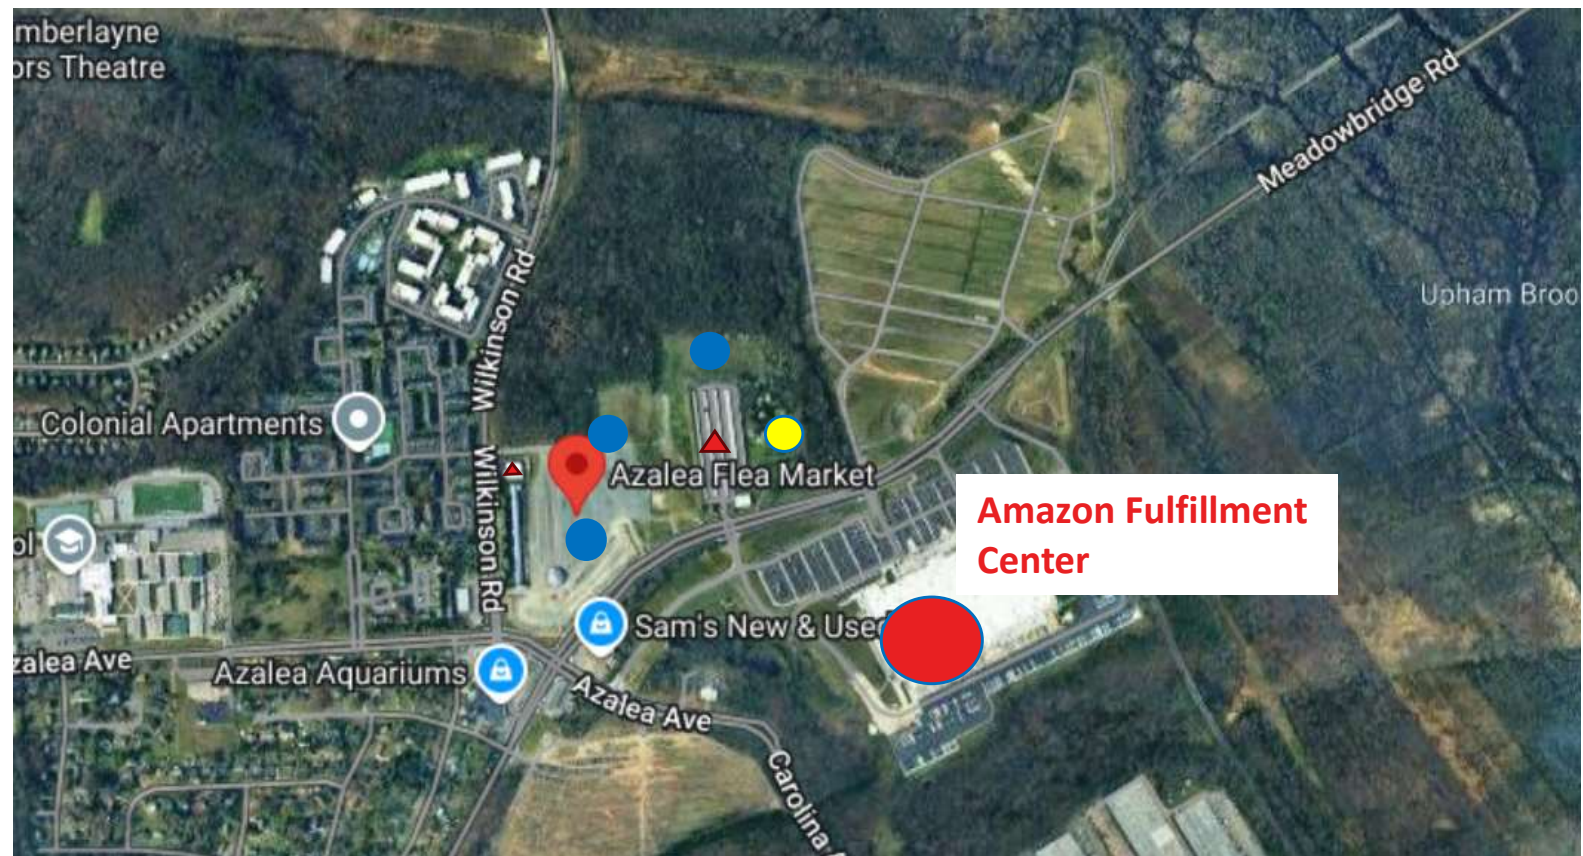 mberlayne
ors Theatre
Meadowbridge Rd
Upham Broo
Wilkinson Rd
Colonial Apartments
Wilkinson Rd
Azalea Flea Market
Amazon Fulfillment
Center
ol
Sam's New & Used
zalea Ave
Azalea Aquariums
Azalea Ave
Carolina A